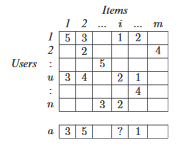 Items
1 2 ... i ... m
1 5 3 1 2
2 2 4
Users : 5
u 3 4 2 1
: 4
n 3 2
a 3 5 ? 1